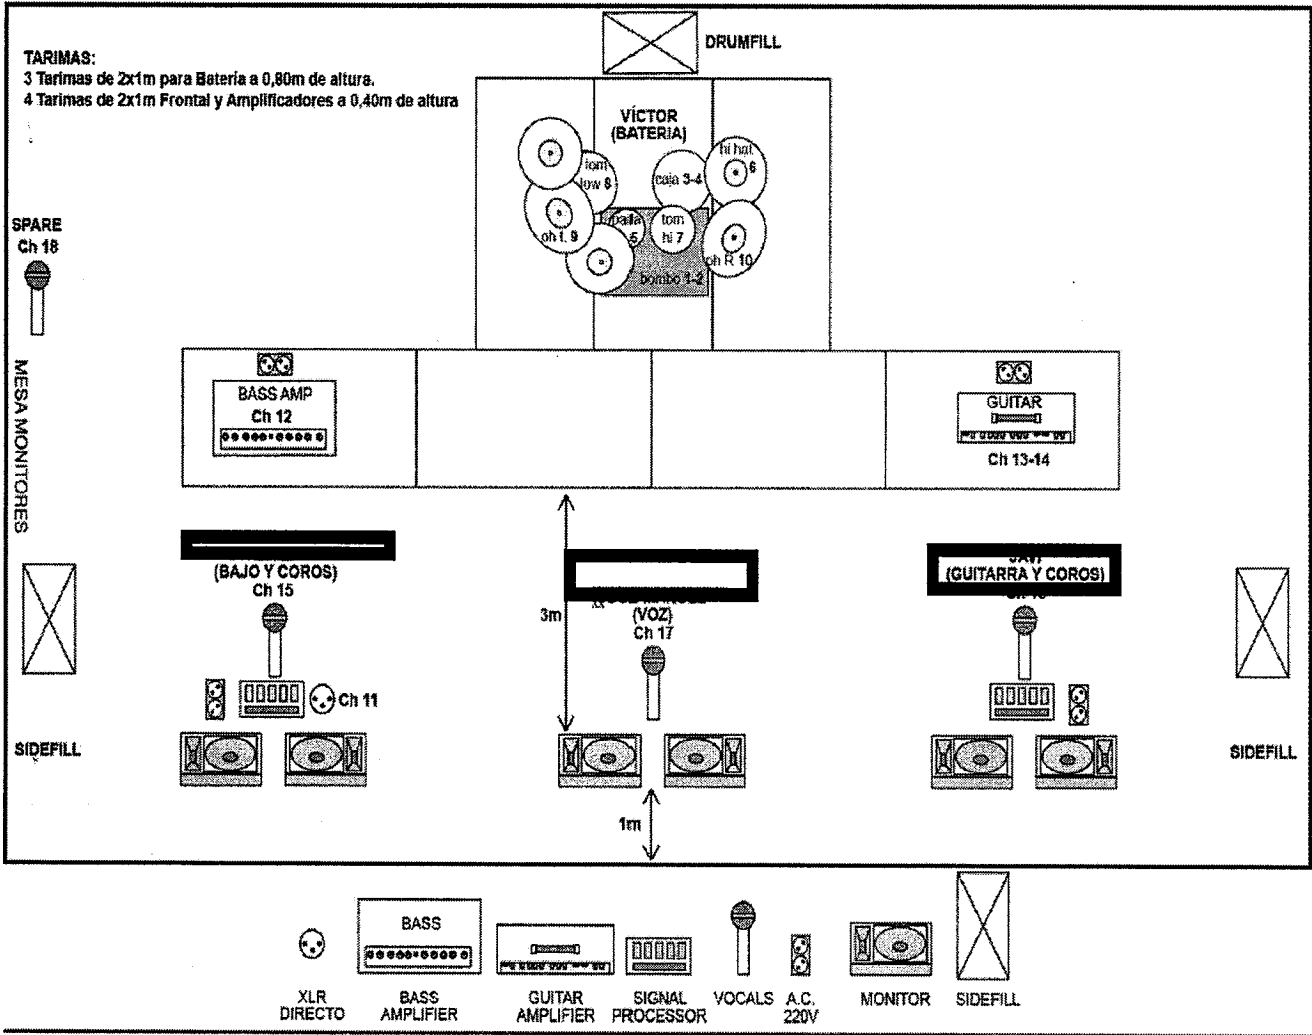 DRUMFILL
TARIMAS:
3 Tarimas de 2x1m para Batería a 0,80m de altura.
4 Tarimas de 2x1m Frontal y Amplificadores a 0,40m de altura
VÍCTOR
(BATERIA)
tom
low 8
caja 3-4
hi hat
6
oh L 9
5
tom
hi 7
oh R 10
bombo 1-2
SPARE
Ch 18
MESA MONITORES
BASS AMP
Ch 12
GUITAR
Ch 13-14
(BAJO Y COROS)
Ch 15
3m
(VOZ)
Ch 17
(GUITARRA Y COROS)
Ch 11
SIDEFILL
SIDEFILL
1m
BASS
XLR
DIRECTO
BASS
AMPLIFIER
GUITAR
AMPLIFIER
SIGNAL
PROCESSOR
VOCALS
A.C.
220V
MONITOR
SIDEFILL